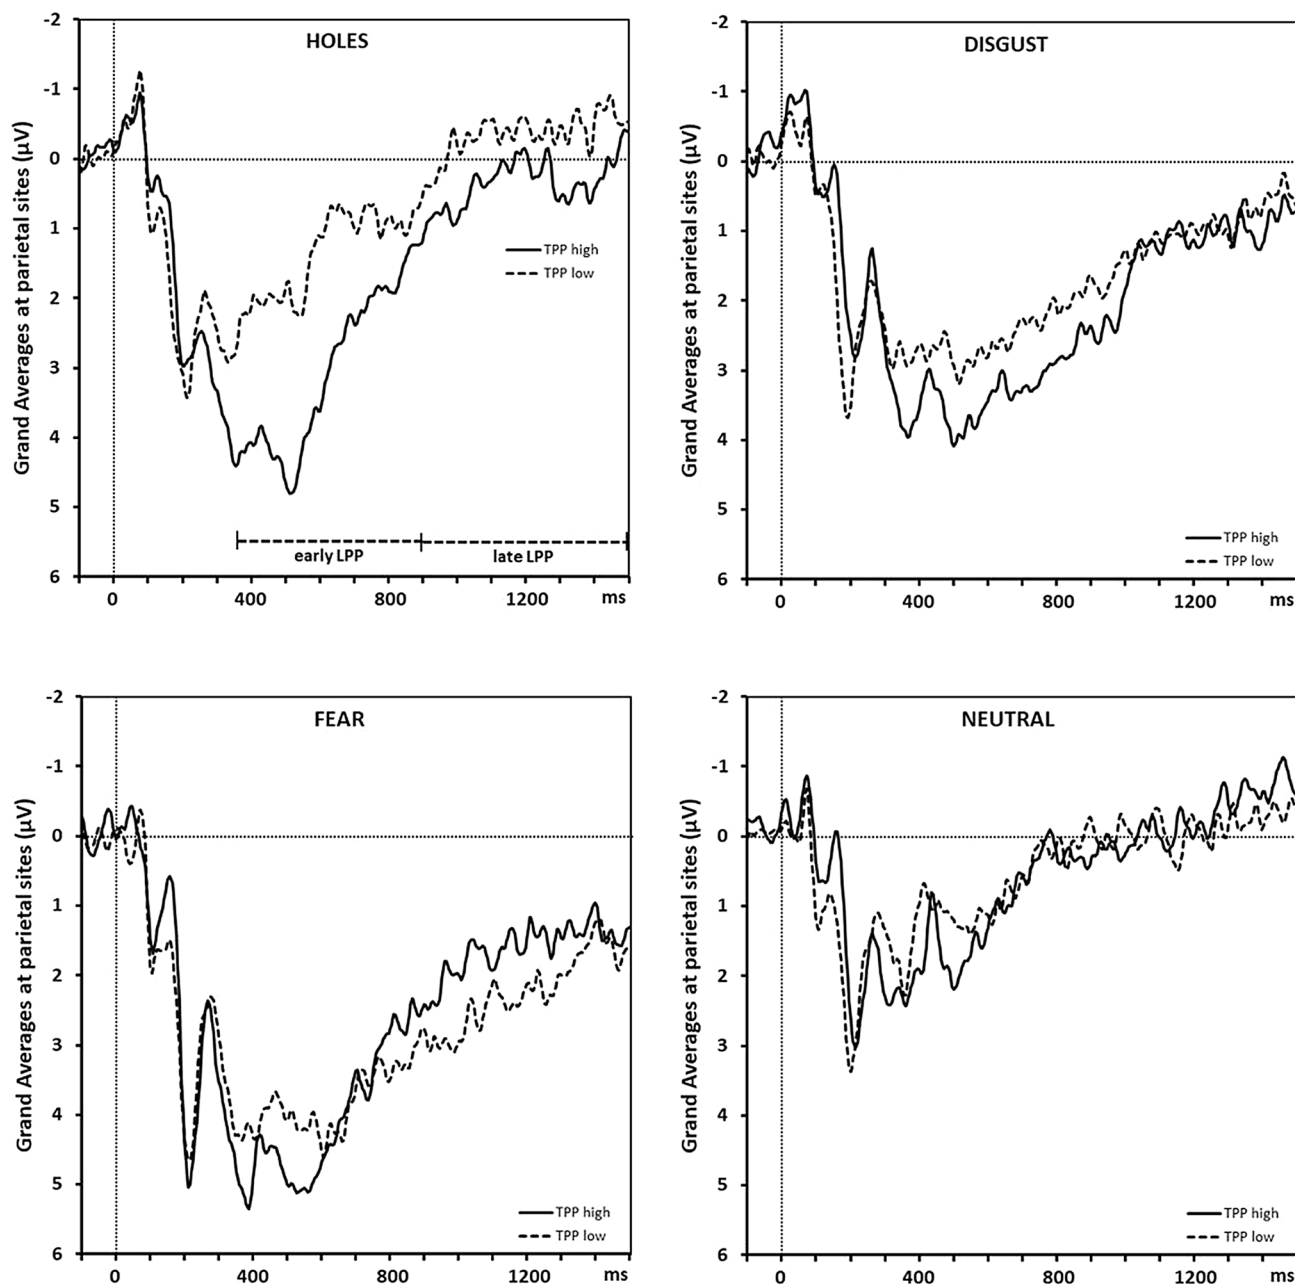 HOLES
Grand Averages at parietal sites (µV)
-2
-1
0
1
2
3
4
5
6
TPP high
TPP low
early LPP
late LPP
0
400
800
1200
ms
DISGUST
Grand Averages at parietal sites (µV)
-2
-1
0
1
2
3
4
5
6
TPP high
TPP low
0
400
800
1200
ms
FEAR
Grand Averages at parietal sites (µV)
-2
-1
0
1
2
3
4
5
6
TPP high
TPP low
0
400
800
1200
ms
NEUTRAL
Grand Averages at parietal sites (µV)
-2
-1
0
1
2
3
4
5
6
TPP high
TPP low
0
400
800
1200
ms